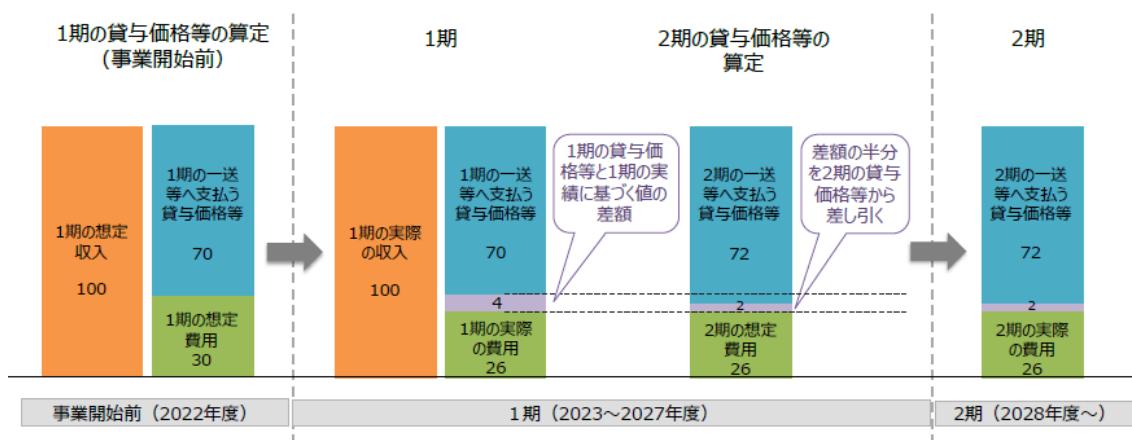 1期の貸与価格等の算定
（事業開始前）
1期
2期の貸与価格等の
算定
2期
1期の想定
収入
100
1期の一送
等へ支払う
貸与価格等
70
1期の想定
費用
30
1期の実際
の収入
100
1期の一送
等へ支払う
貸与価格等
70
4
1期の実際
の費用
26
1期の貸与価
格等と1期の実
績に基づく値の
差額
2期の一送
等へ支払う
貸与価格等
72
2
2期の想定
費用
26
差額の半分
を2期の貸与
価格等から
差し引く
2期の一送
等へ支払う
貸与価格等
72
2
2期の実際
の費用
26
事業開始前（2022年度）
1期（2023～2027年度）
2期（2028年度～）